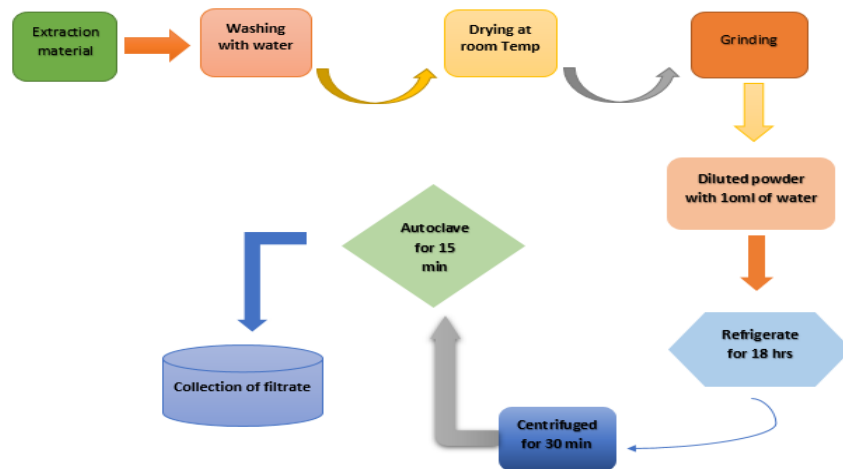 Extraction
material
Washing
with water
Drying at
room Temp
Grinding
Diluted powder
with 1oml of water
Refrigerate
for 18 hrs
Centrifuged
for 30 min
Autoclave
for 15
min
Collection of filtrate